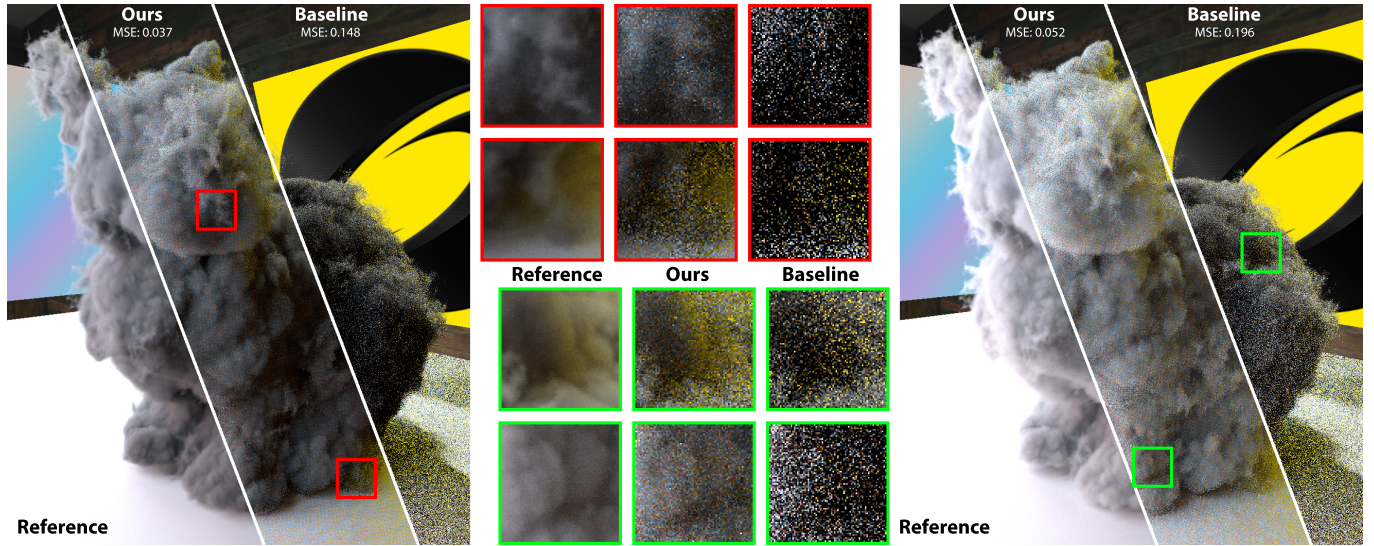 Ours
MSE: 0.037
Baseline
MSE: 0.148
Reference
Reference Ours Baseline
Ours
MSE: 0.052
Baseline
MSE: 0.196
Reference